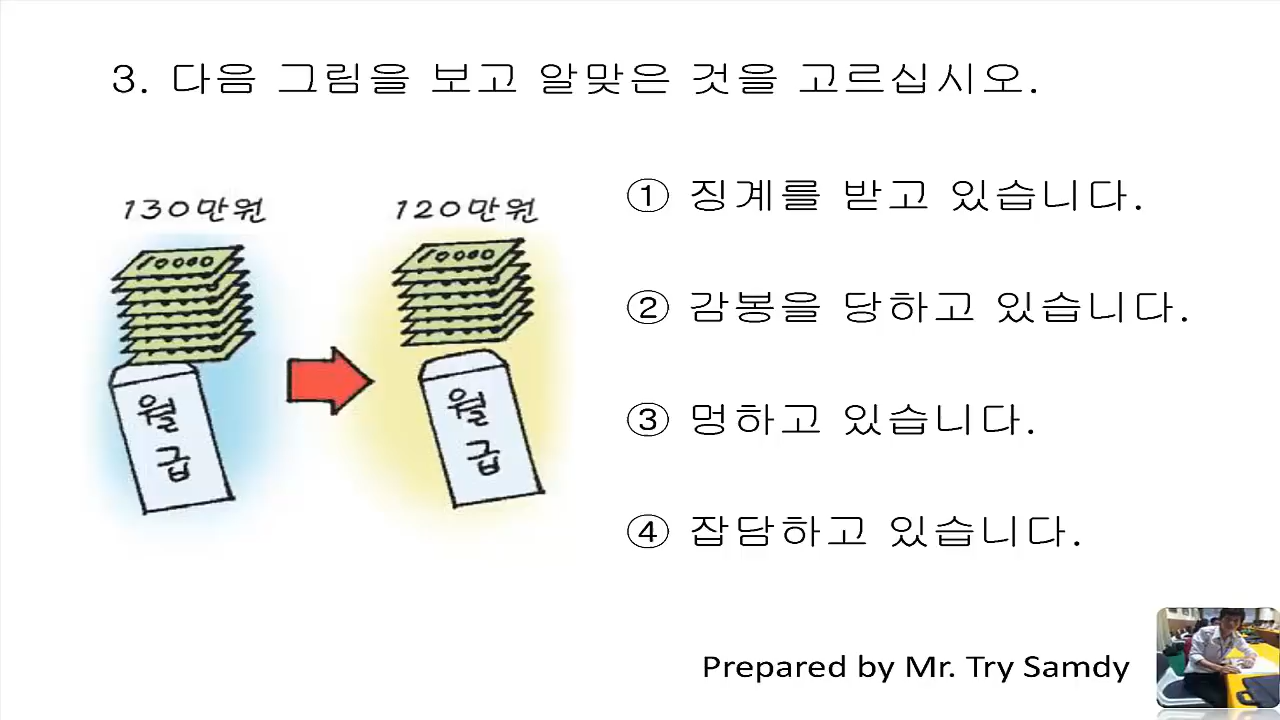 3. 다음 그림을 보고 알맞은 것을 고르십시오.
130만원
120만원
10000
10000
월급
월급
① 징계를 받고 있습니다.
② 감봉을 당하고 있습니다.
③ 멍하고 있습니다.
④ 잡담하고 있습니다.
Prepared by Mr. Try Samdy